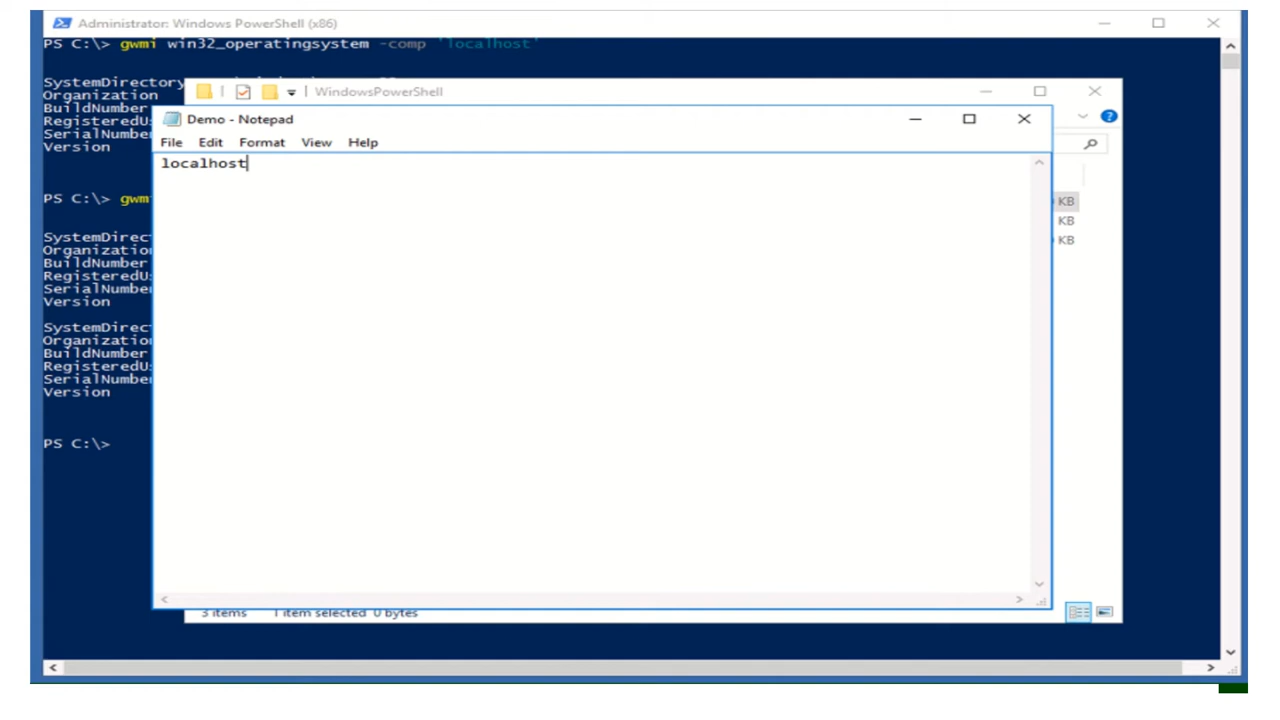 Administrator: Windows PowerShell (x86)
PS C:\> gwmi win32_operatingsystem -comp 'localhost'
SystemDirectory
Organization
BuildNumber
RegisteredU
SerialNumbe
Version
WindowsPowerShell
Demo - Notepad
File Edit Format View Help
localhost
KB
KB
KB
PS C:\> gwm
SystemDirec
Organizatio
BuildNumber
RegisteredU
SerialNumbe
Version
SystemDirec
Organizatio
BuildNumber
RegisteredU
SerialNumbe
Version
PS C:\>
3 items 1 item selected 0 bytes